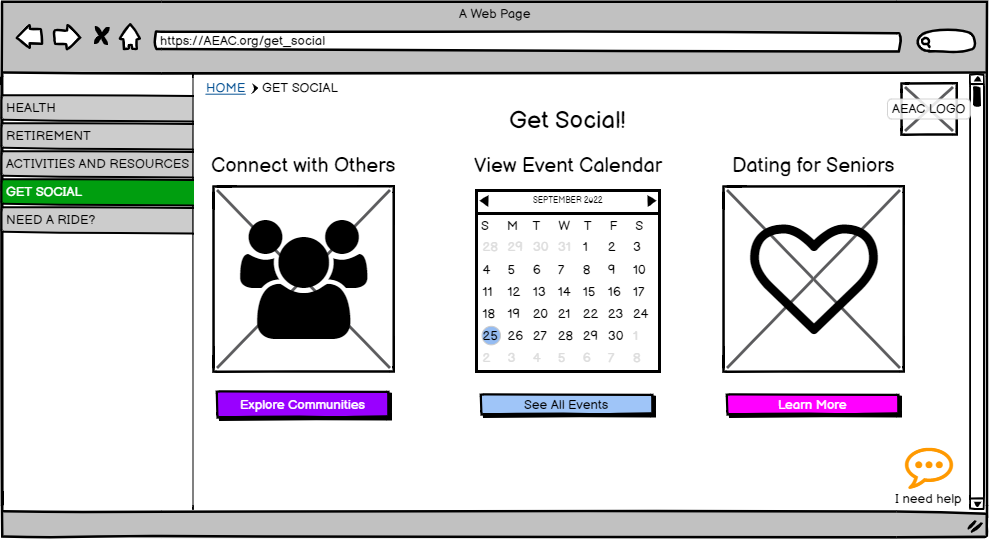 A Web Page
https://AEAC.org/get_social
HOME > GET SOCIAL
AEAC LOGO
HEALTH
RETIREMENT
ACTIVITIES AND RESOURCES
GET SOCIAL
NEED A RIDE?
Get Social!
Connect with Others
Explore Communities
View Event Calendar
SEPTEMBER 2022
S M T W T F S
28 29 30 31 1 2 3
4 5 6 7 8 9 10
11 12 13 14 15 16 17
18 19 20 21 22 23 24
25 26 27 28 29 30 1
2 3 4 5 6 7 8
See All Events
Dating for Seniors
Learn More
I need help